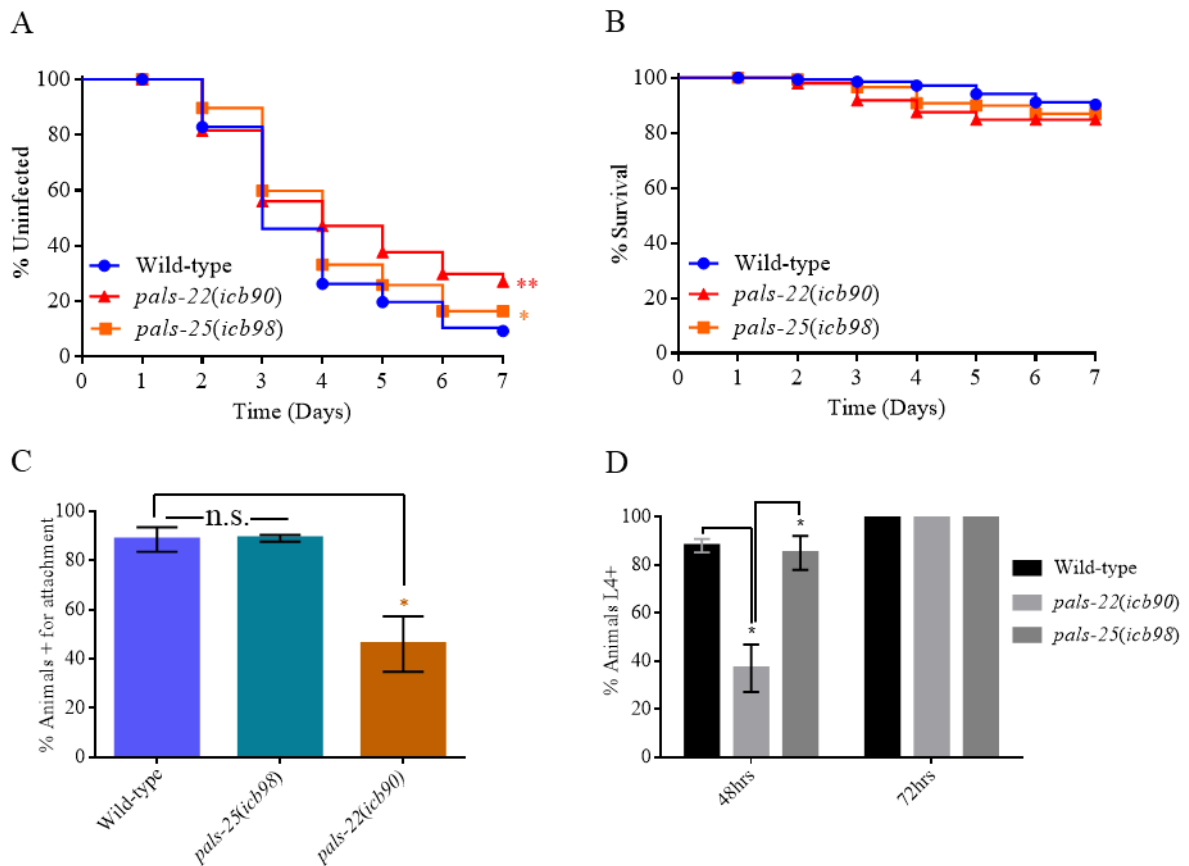 A
% Uninfected
100
80
60
40
20
0
0 1 2 3 4 5 6 7
Time (Days)
Wild-type
pals-22(icb90)
pals-25(icb98)
**
*
B
% Survival
100
80
60
40
20
0
0 1 2 3 4 5 6 7
Time (Days)
Wild-type
pals-22(icb90)
pals-25(icb98)
C
% Animals + for attachment
100
80
60
40
20
0
n.s.
*
Wild-type
pals-25(icb98)
pals-22(icb90)
D
% Animals L4+
100
80
60
40
20
0
*
*
48hrs
72hrs
Wild-type
pals-22(icb90)
pals-25(icb98)